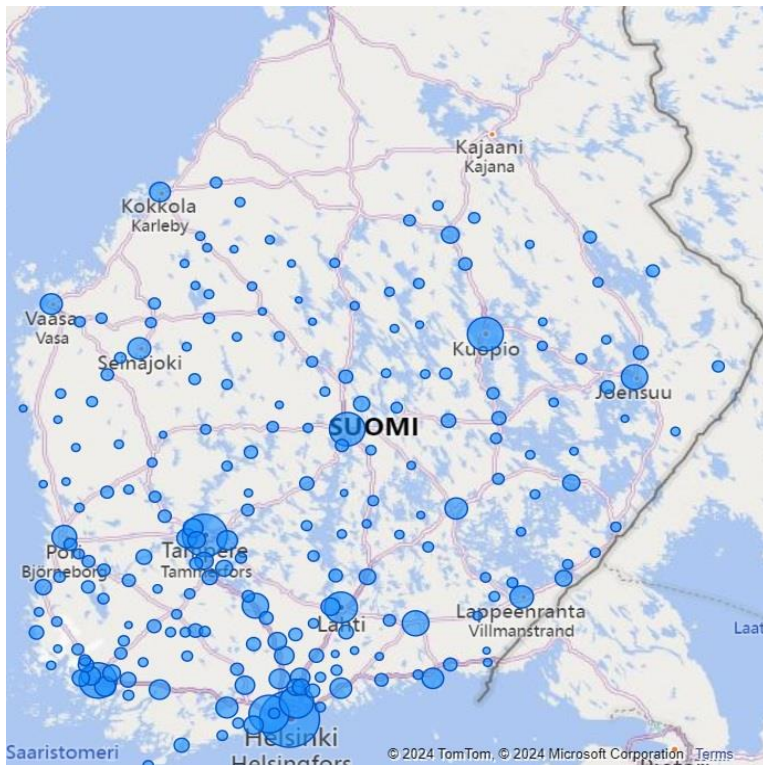 Kajaani
Kajana
Kokkola
Karleby
Vaasa
Vasa
Seinäjoki
Kuopio
Joensuu
SUOMI
Pori
Björneborg
Tampere
Tammerfors
Lahti
Lappeenranta
Villmanstrand
Laat
Helsinki
Helsingfors
Saaristomeri
© 2024 TomTom, © 2024 Microsoft Corporation Terms